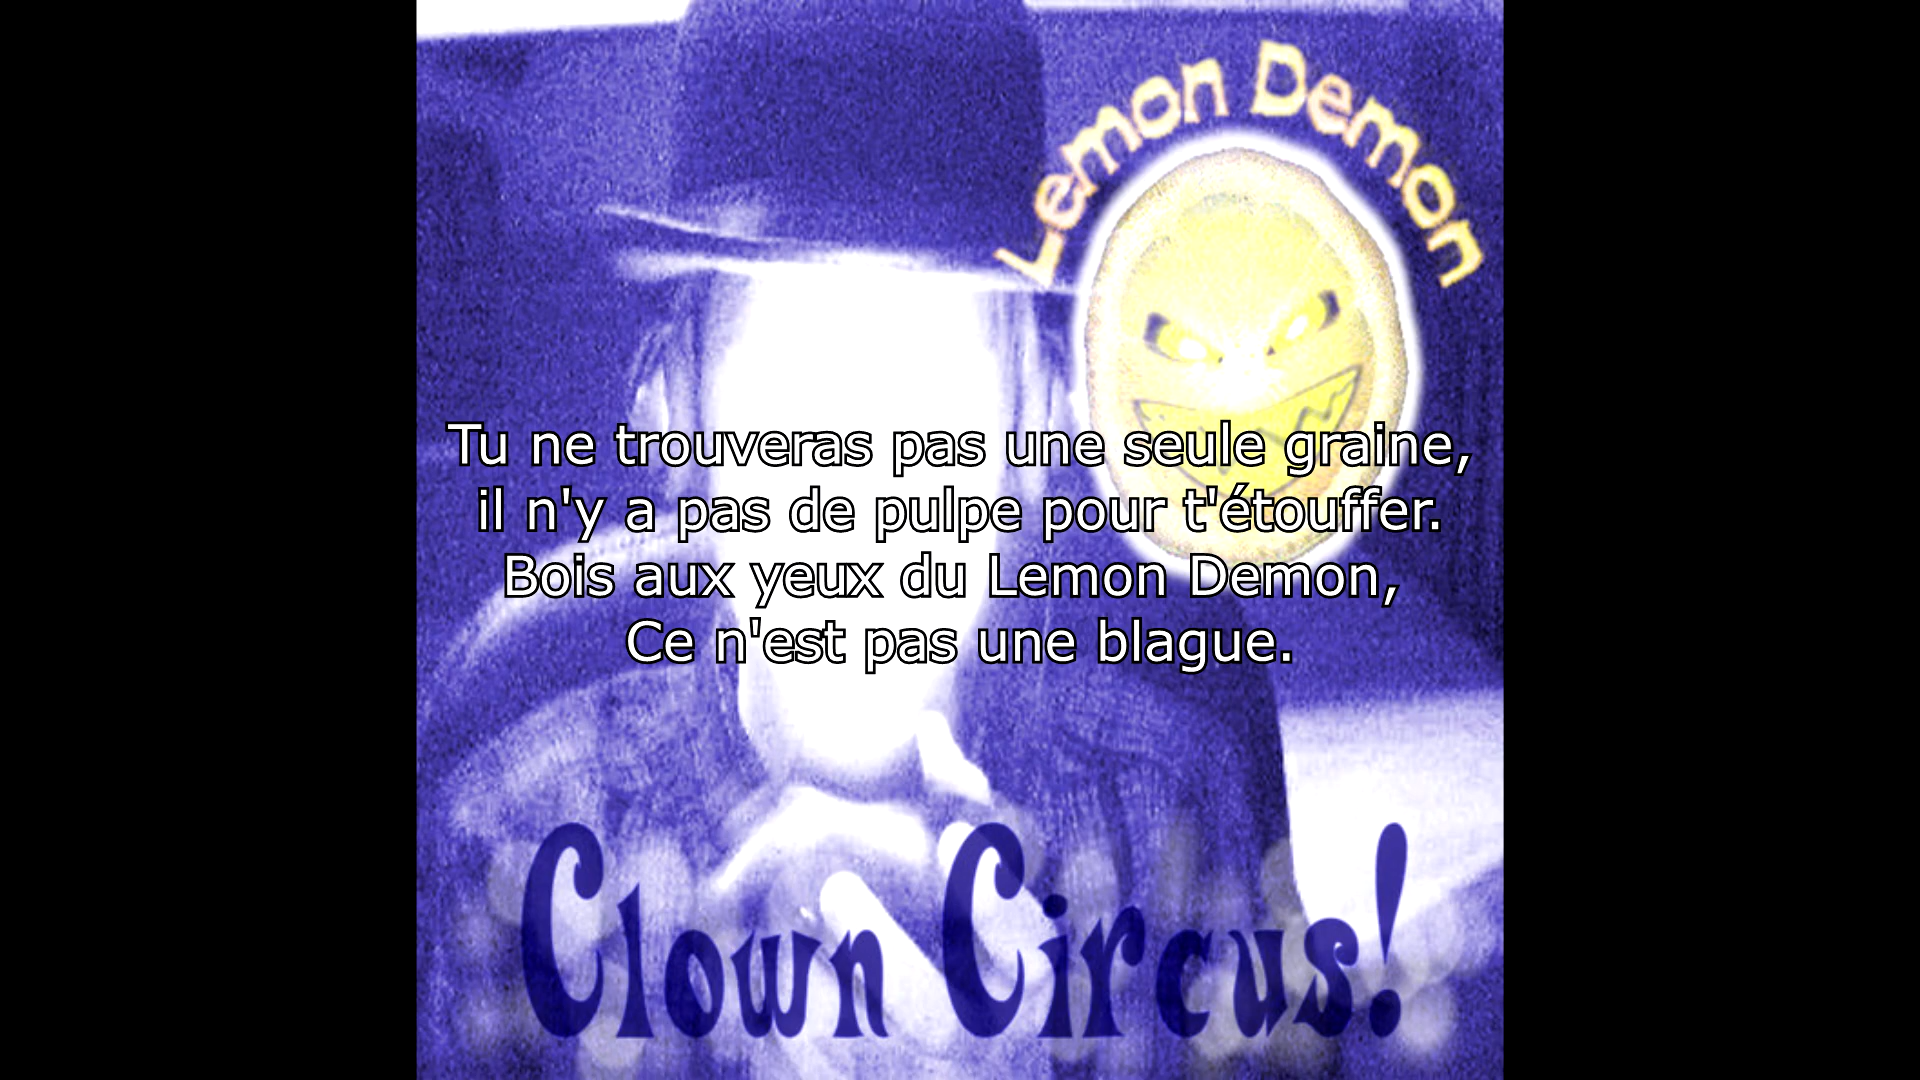 Lemon Demon
Tu ne trouveras pas une seule graine,
il n'y a pas de pulpe pour t'étouffer.
Bois aux yeux du Lemon Demon,
Ce n'est pas une blague.
Clown Circus!